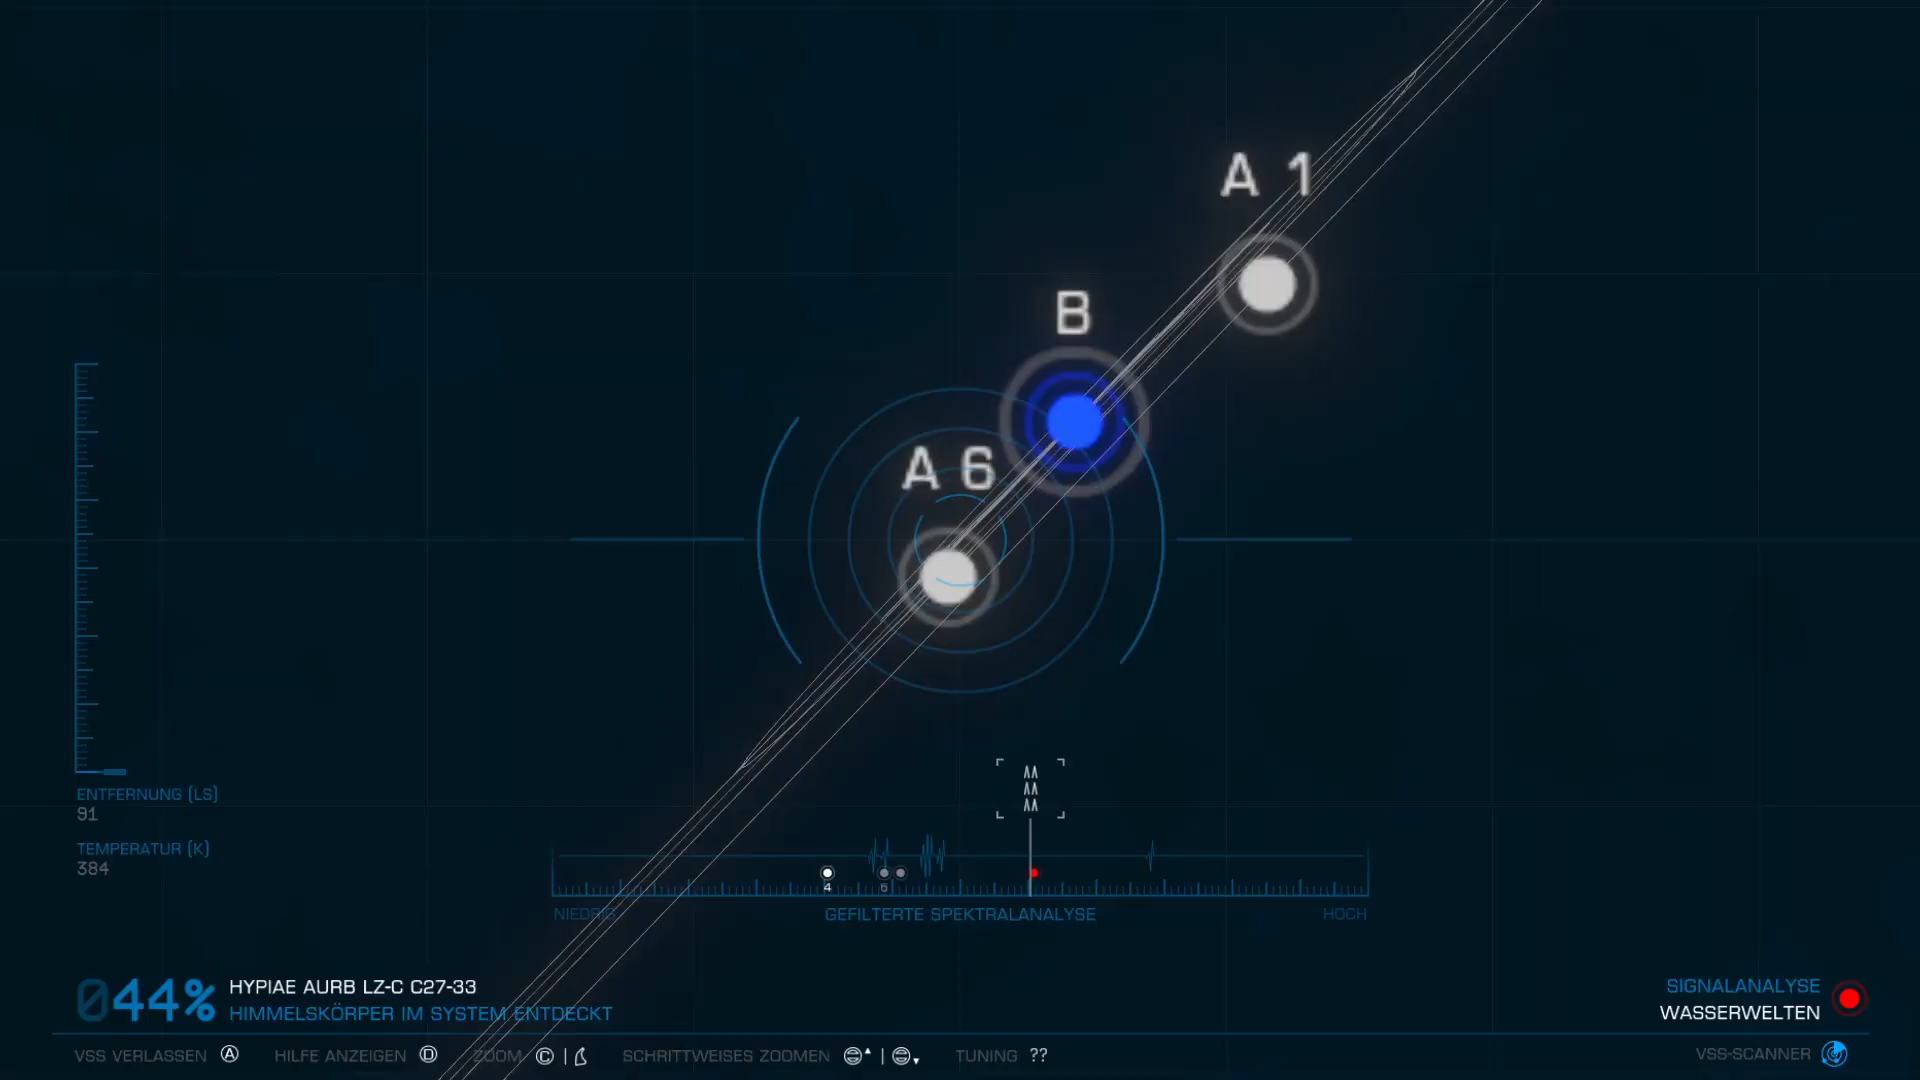 A 1
B
A 6
ENTFERNUNG (LS)
91
TEMPERATUR (K)
384
4
NIEDRIG
GEFILTERTE SPEKTRALANALYSE
HOCH
044%
HYPIAE AURB LZ-C C27-33
HIMMELSKÖRPER IM SYSTEM ENTDECKT
SIGNALANALYSE
WASSERWELTEN
VSS VERLASSEN A
HILFE ANZEIGEN D
ZOOM C |
SCHRITTWEISES ZOOMEN |
TUNING ??
VSS-SCANNER